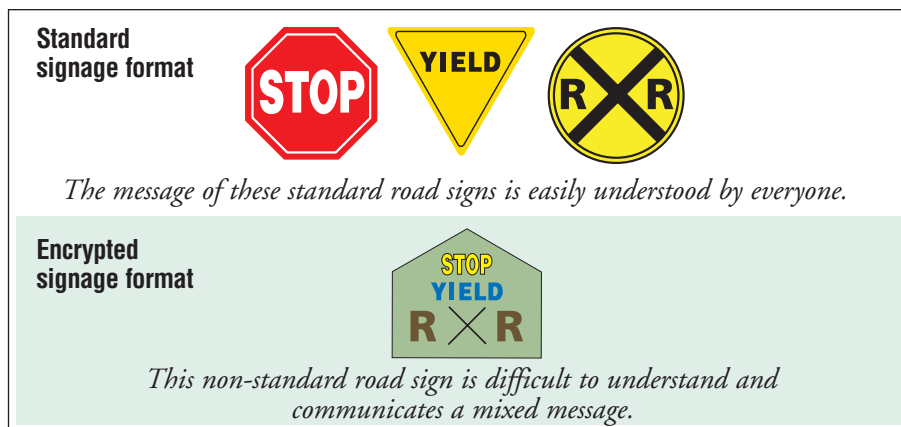 Standard
signage format
STOP
YIELD
R R
The message of these standard road signs is easily understood by everyone.
Encrypted
signage format
STOP
YIELD
R X R
This non-standard road sign is difficult to understand and
communicates a mixed message.